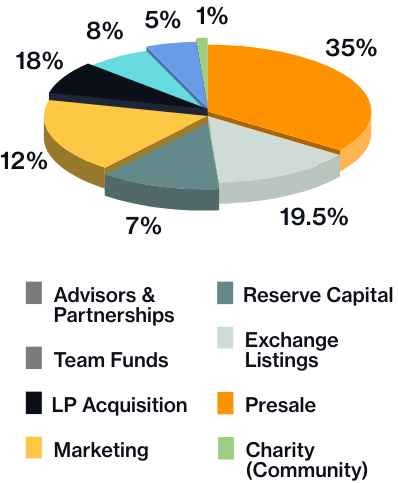 1%
5%
8%
35%
18%
12%
19.5%
7%
Advisors &
Partnerships
Team Funds
LP Acquisition
Marketing
Reserve Capital
Exchange
Listings
Presale
Charity
(Community)